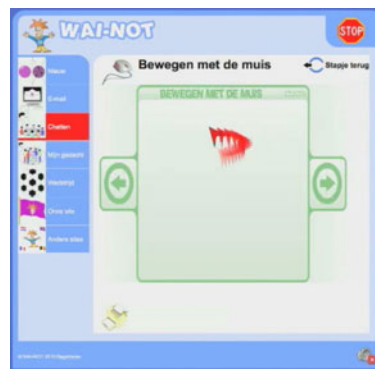 WAI-NOT
STOP
Bewegen met de muis
Stapje terug
BEWEGEN MET DE MUIS
Nieuw
E-mail
Chatten
Mijn gedacht
Wedstrijd
Onze site
Andere sites